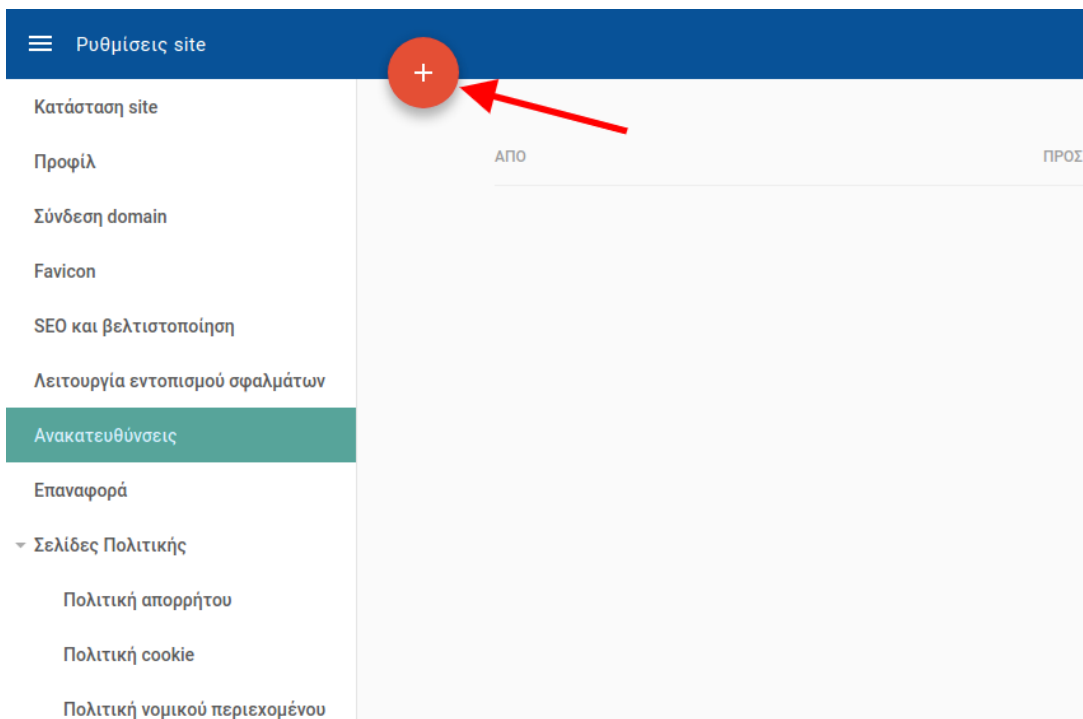 Ρυθμίσεις site
Κατάσταση site
ΑΠΟ
ΠΡΟΣ
Προφίλ
Σύνδεση domain
Favicon
SEO και βελτιστοποίηση
Λειτουργία εντοπισμού σφαλμάτων
Ανακατευθύνσεις
Επαναφορά
Σελίδες Πολιτικής
Πολιτική απορρήτου
Πολιτική cookie
Πολιτική νομικού περιεχομένου